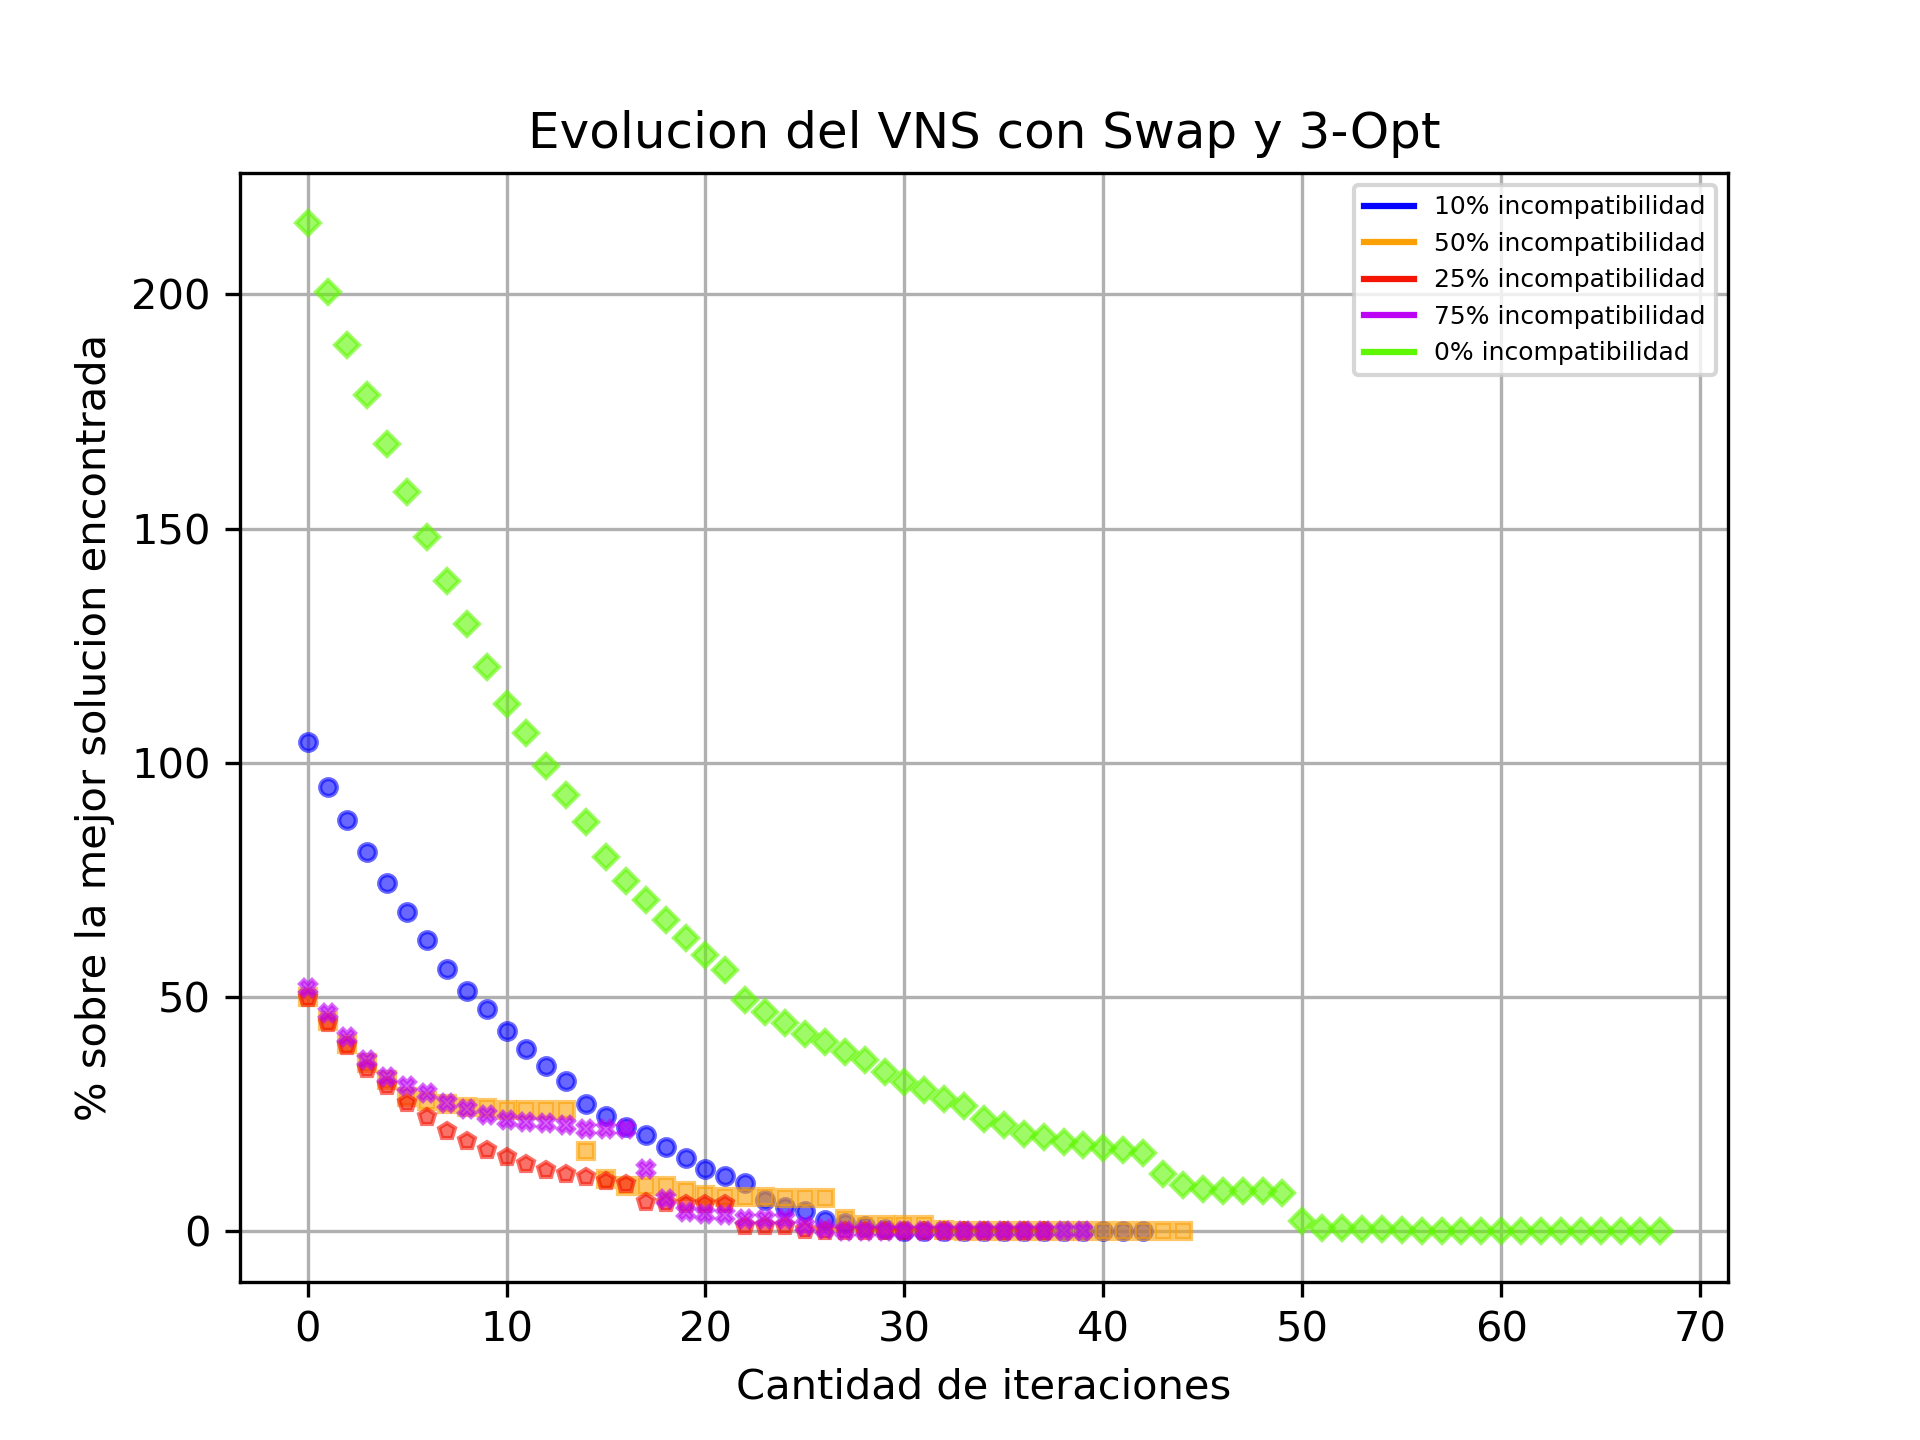 Evolucion del VNS con Swap y 3-Opt
10% incompatibilidad
50% incompatibilidad
25% incompatibilidad
75% incompatibilidad
0% incompatibilidad
% sobre la mejor solucion encontrada
200
150
100
50
0
0 10 20 30 40 50 60 70
Cantidad de iteraciones